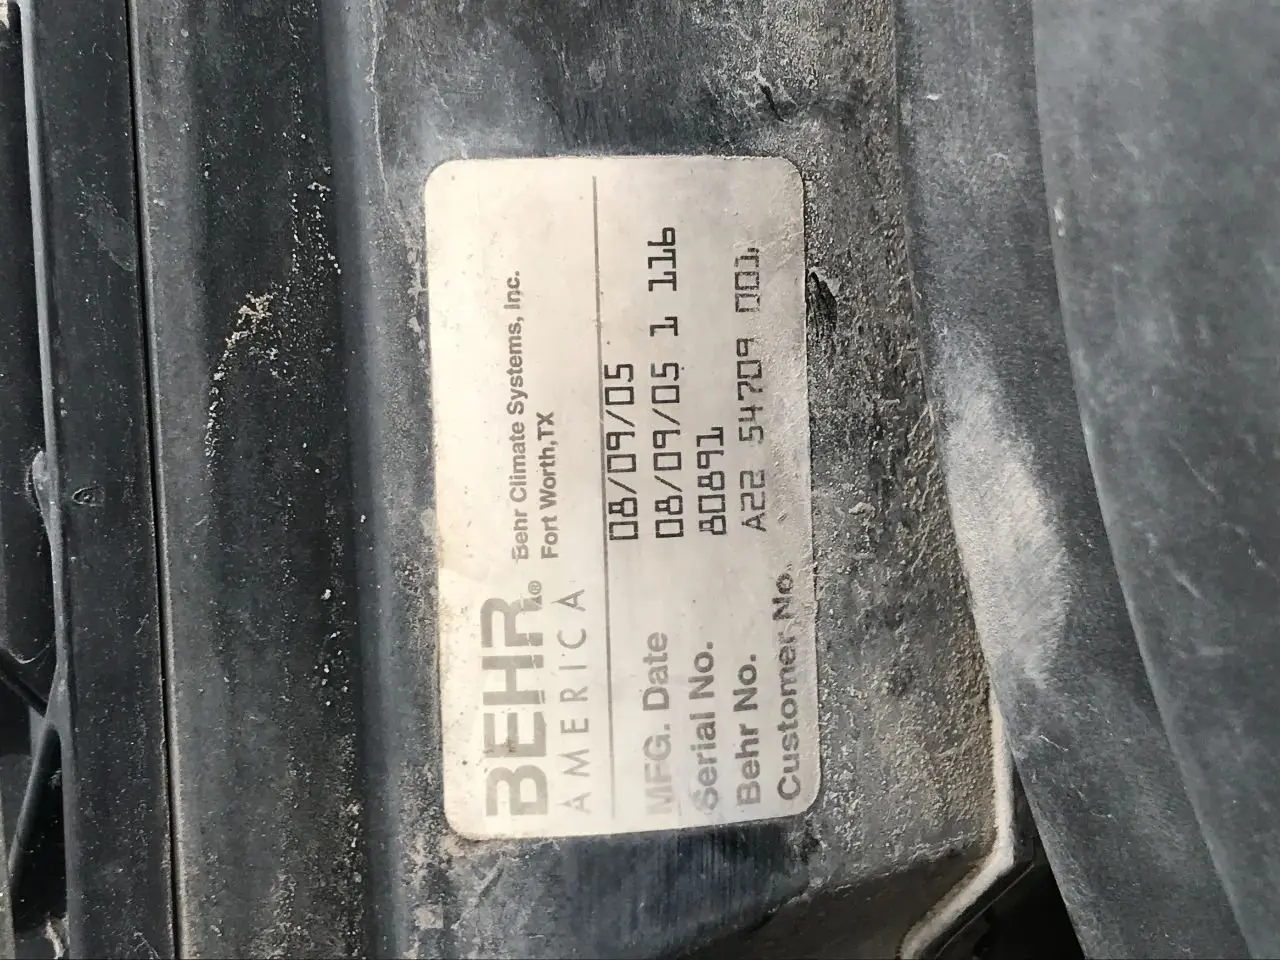 BEHR® Behr Climate Systems, Inc.
AMERICA Fort Worth,TX
08/09/05
MFG. Date 08/09/05 1 116
Serial No. 80891
Behr No. A22 54709 001
Customer No.